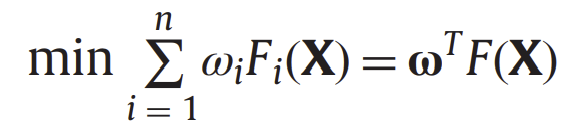 min ∑_{i = 1}^{n} ω_i F_i(𝐗) = 𝛚^T F(𝐗)